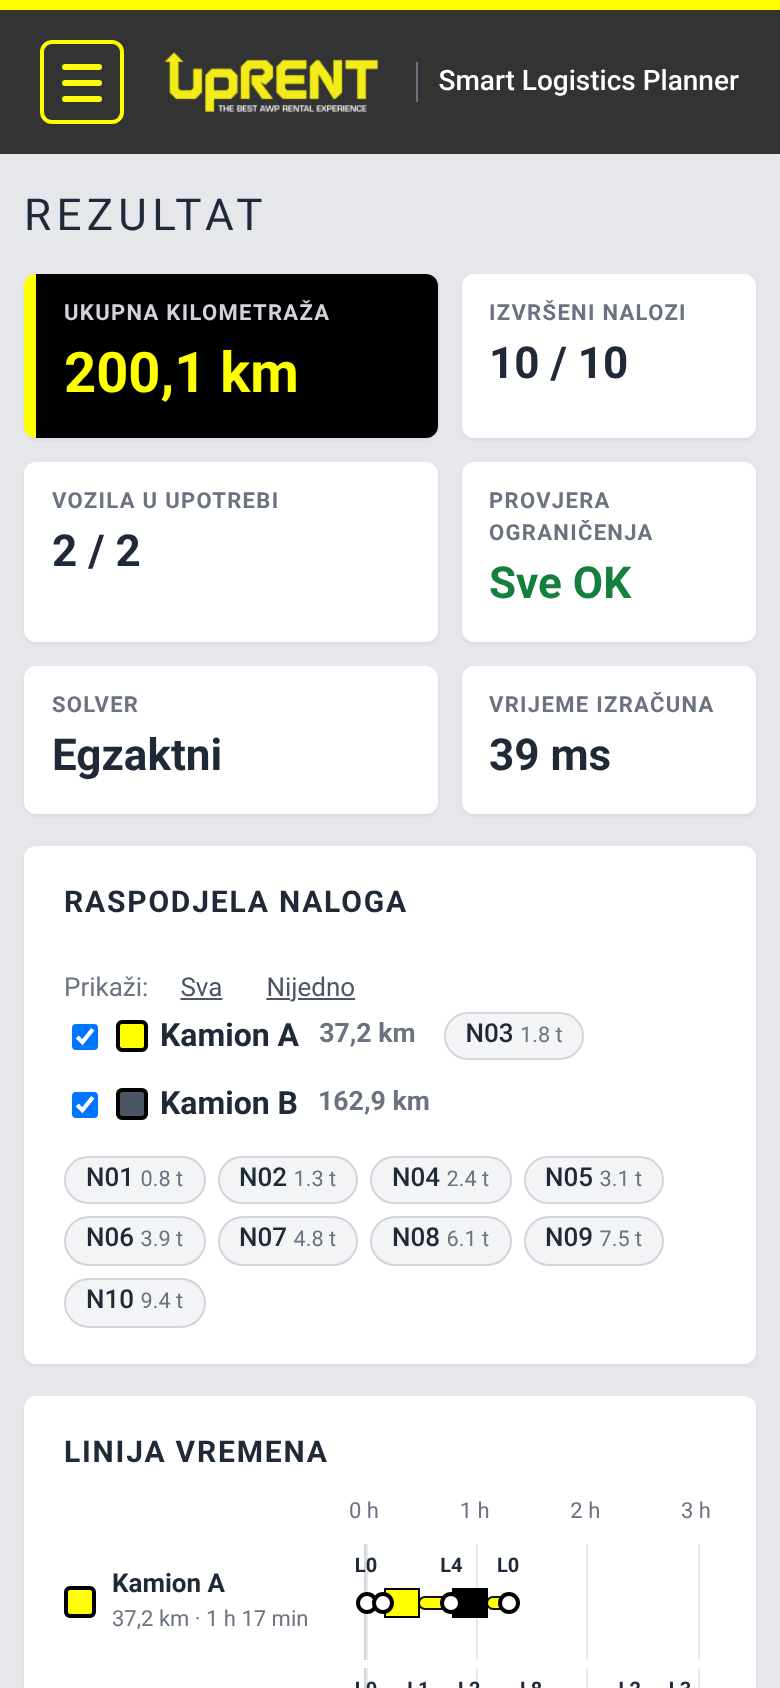 UpRENT
THE BEST AWP RENTAL EXPERIENCE
Smart Logistics Planner
REZULTAT
UKUPNA KILOMETRAŽA
200,1 km
IZVRŠENI NALOZI
10 / 10
VOZILA U UPOTREBI
2 / 2
PROVJERA
OGRANIČENJA
Sve OK
SOLVER
Egzaktni
VRIJEME IZRAČUNA
39 ms
RASPODJELA NALOGA
Prikaži: Sva Nijedno
Kamion A 37,2 km N03 1.8 t
Kamion B 162,9 km
N01 0.8 t N02 1.3 t N04 2.4 t N05 3.1 t
N06 3.9 t N07 4.8 t N08 6.1 t N09 7.5 t
N10 9.4 t
LINIJA VREMENA
0 h 1 h 2 h 3 h
L0 L4 L0
Kamion A
37,2 km · 1 h 17 min